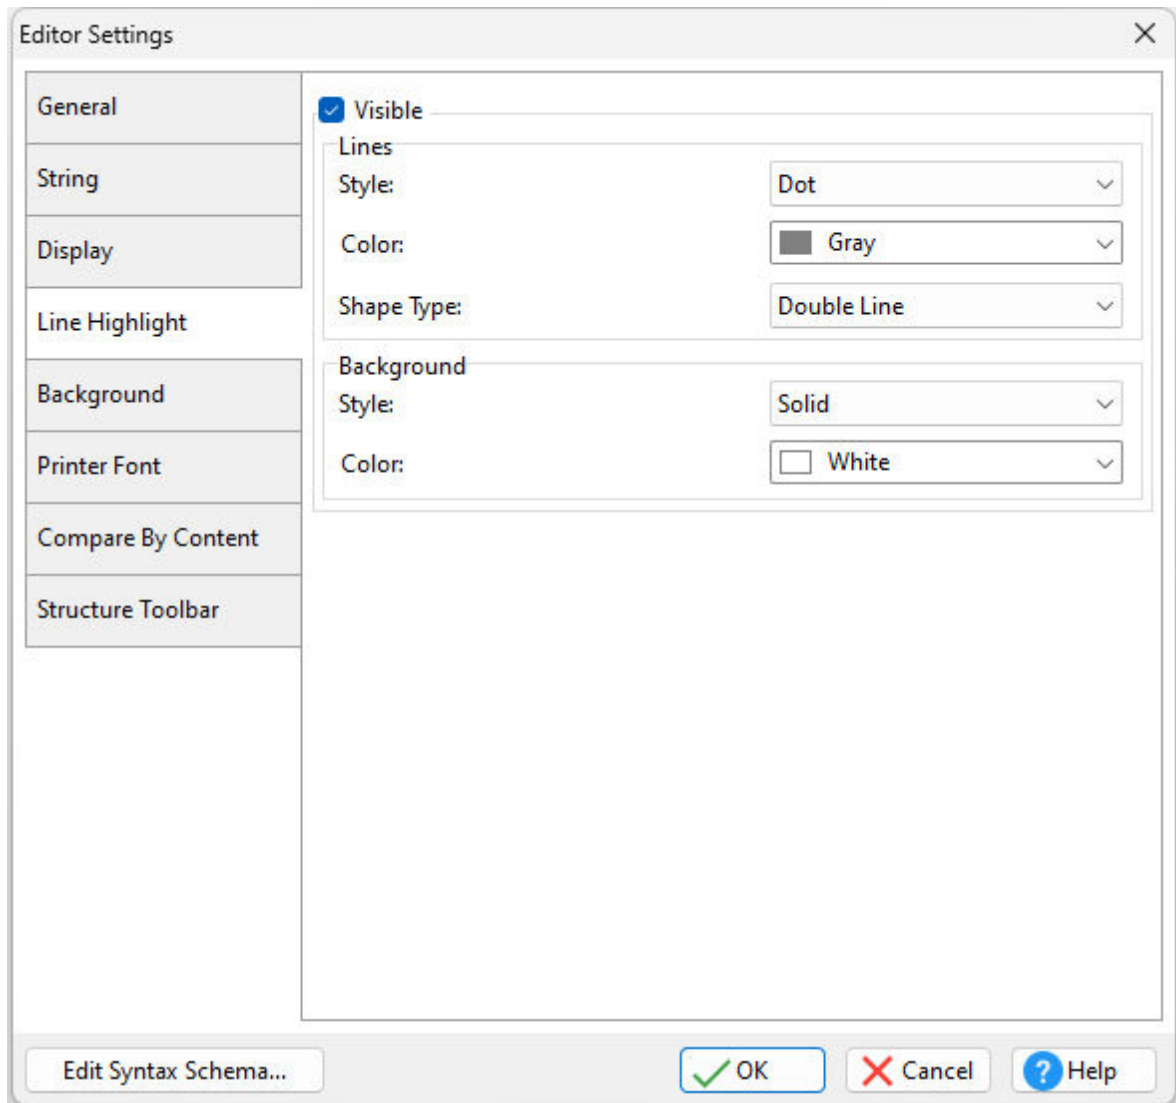 Editor Settings
General
String
Display
Line Highlight
Background
Printer Font
Compare By Content
Structure Toolbar
Visible
Lines
Style: Dot
Color: Gray
Shape Type: Double Line
Background
Style: Solid
Color: White
Edit Syntax Schema... OK Cancel Help